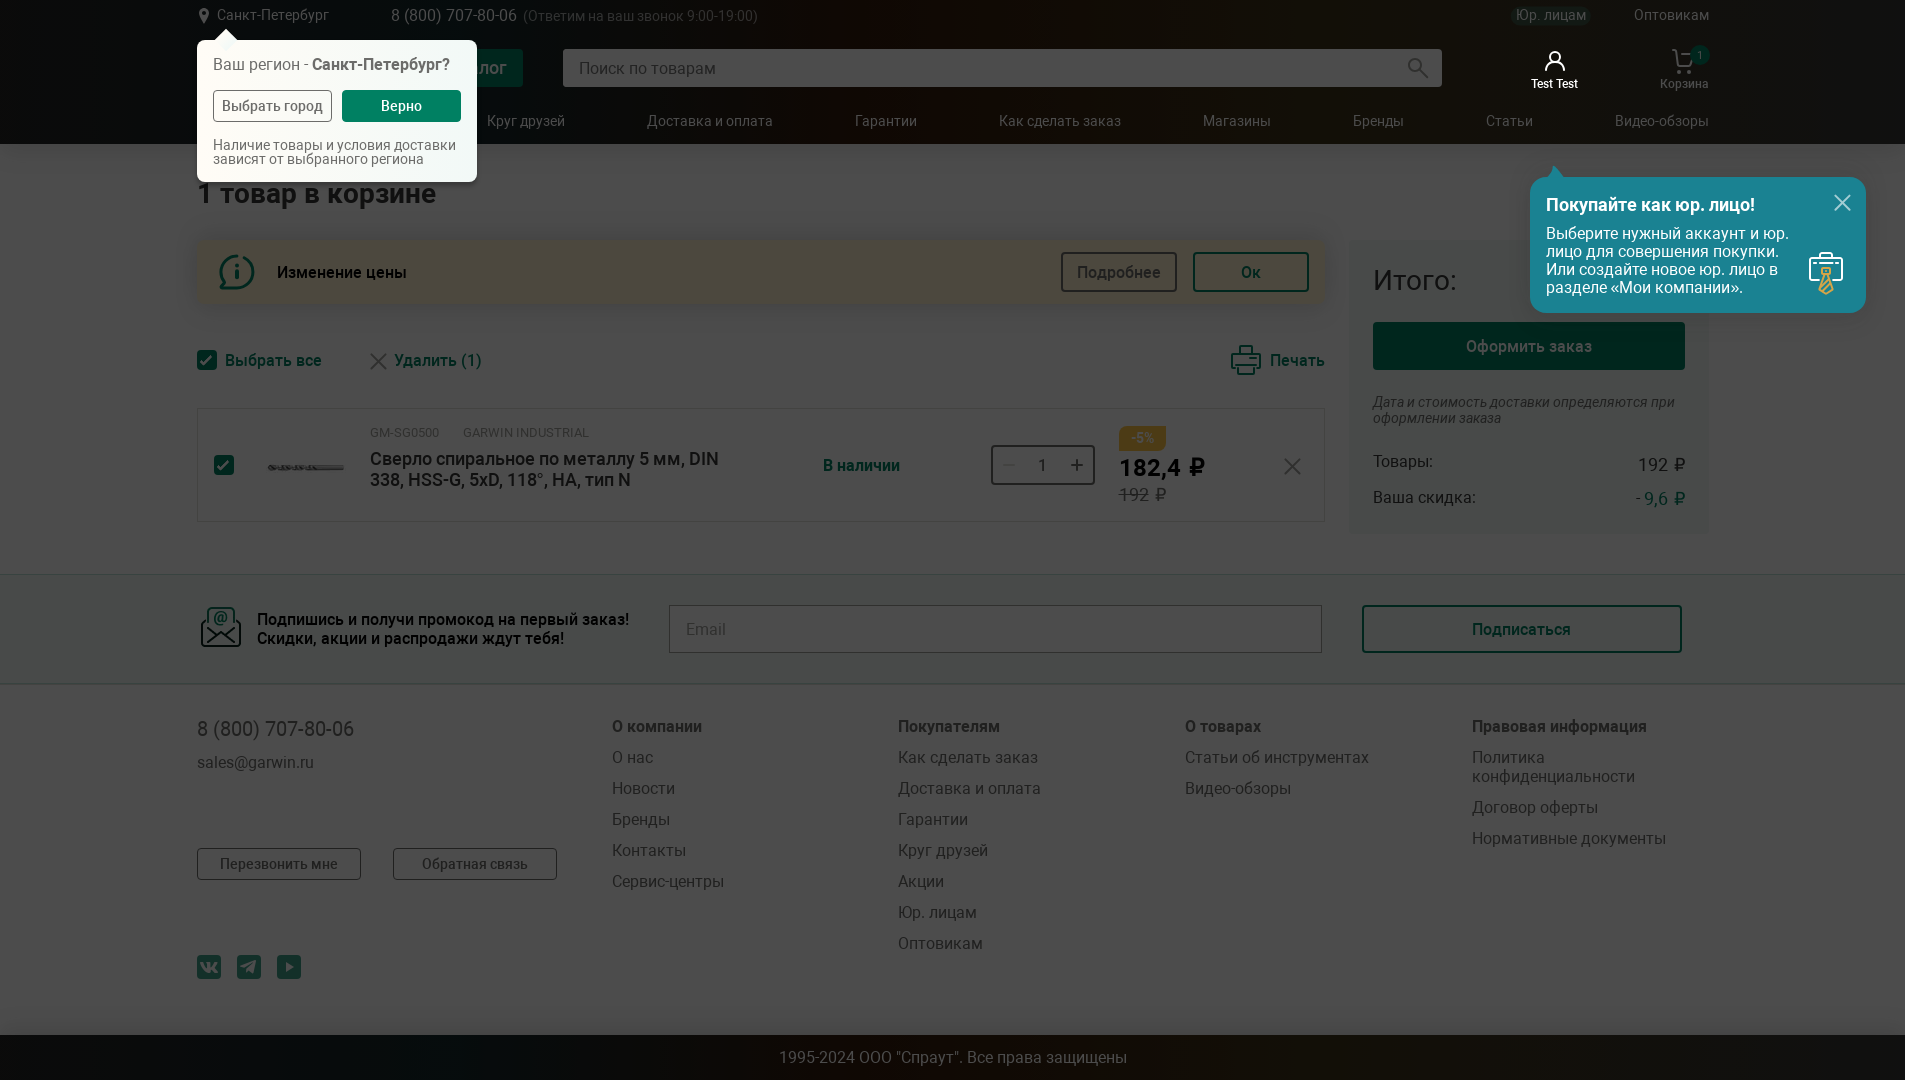 Санкт-Петербург
8 (800) 707-80-06 (Ответим на ваш звонок 9:00-19:00)
Юр. лицам
Оптовикам
Ваш регион - Санкт-Петербург?
Выбрать город
Верно
Наличие товары и условия доставки
зависят от выбранного региона
лог
Поиск по товарам
Test Test
1
Корзина
Круг друзей
Доставка и оплата
Гарантии
Как сделать заказ
Магазины
Бренды
Статьи
Видео-обзоры
1 товар в корзине
Покупайте как юр. лицо!
Выберите нужный аккаунт и юр.
лицо для совершения покупки.
Или создайте новое юр. лицо в
разделе «Мои компании».
Изменение цены
Подробнее
Ок
Итого:
Оформить заказ
Дата и стоимость доставки определяются при
оформлении заказа
Товары:
192 ₽
Ваша скидка:
- 9,6 ₽
Выбрать все
Удалить (1)
Печать
GM-SG0500
GARWIN INDUSTRIAL
Сверло спиральное по металлу 5 мм, DIN
338, HSS-G, 5xD, 118°, HA, тип N
В наличии
1
-5%
182,4 ₽
192 ₽
Подпишись и получи промокод на первый заказ!
Скидки, акции и распродажи ждут тебя!
Email
Подписаться
8 (800) 707-80-06
sales@garwin.ru
Перезвонить мне
Обратная связь
О компании
О нас
Новости
Бренды
Контакты
Сервис-центры
Покупателям
Как сделать заказ
Доставка и оплата
Гарантии
Круг друзей
Акции
Юр. лицам
Оптовикам
О товарах
Статьи об инструментах
Видео-обзоры
Правовая информация
Политика
конфиденциальности
Договор оферты
Нормативные документы
1995-2024 ООО "Спраут". Все права защищены